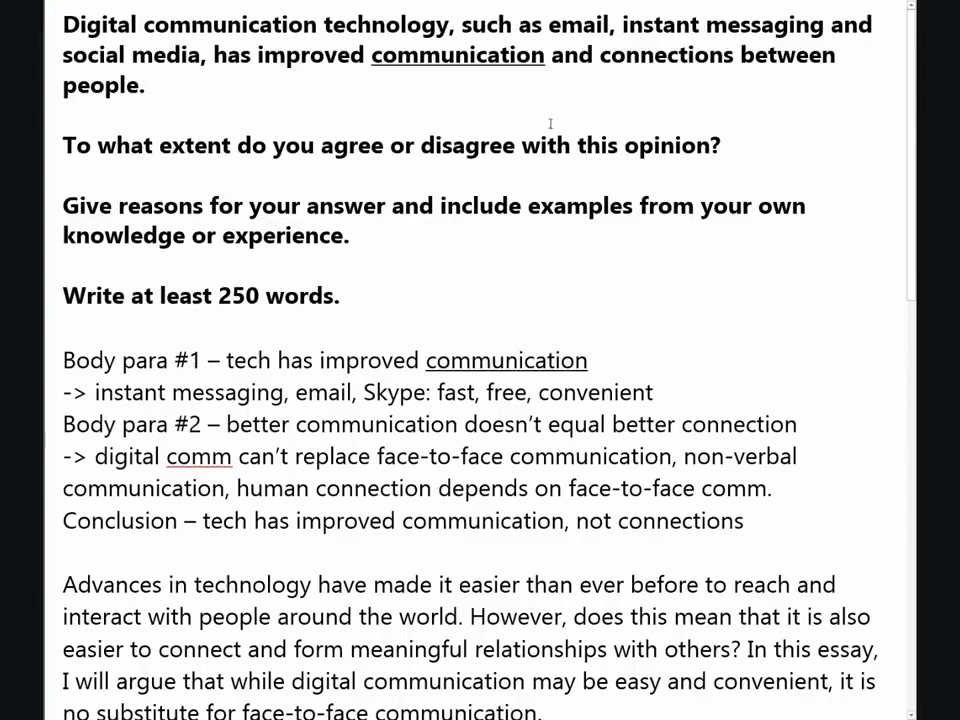 Digital communication technology, such as email, instant messaging and
social media, has improved communication and connections between
people.
To what extent do you agree or disagree with this opinion?
Give reasons for your answer and include examples from your own
knowledge or experience.
Write at least 250 words.
Body para #1 – tech has improved communication
-> instant messaging, email, Skype: fast, free, convenient
Body para #2 – better communication doesn’t equal better connection
-> digital comm can’t replace face-to-face communication, non-verbal
communication, human connection depends on face-to-face comm.
Conclusion – tech has improved communication, not connections
Advances in technology have made it easier than ever before to reach and
interact with people around the world. However, does this mean that it is also
easier to connect and form meaningful relationships with others? In this essay,
I will argue that while digital communication may be easy and convenient, it is
no substitute for face-to-face communication.